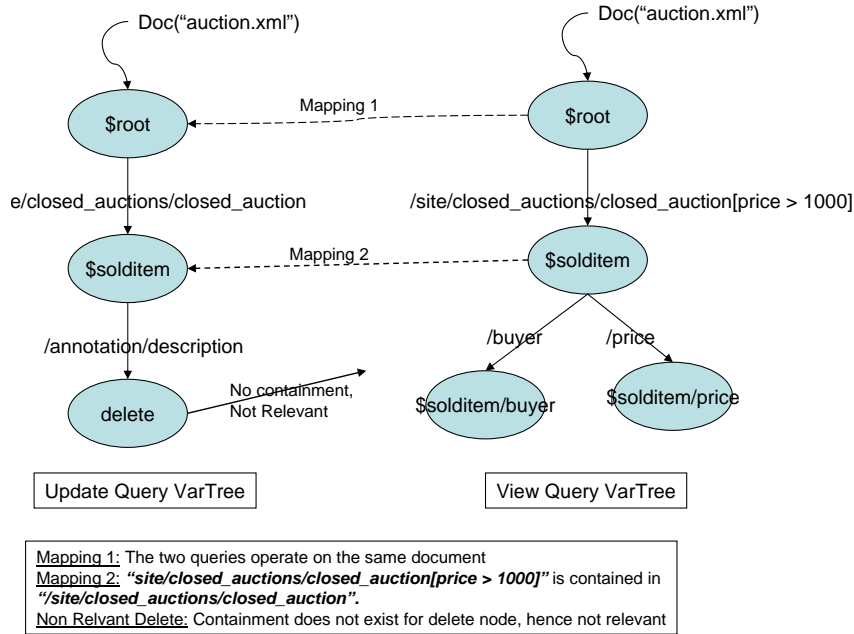 Doc(“auction.xml”)
Doc(“auction.xml”)
Mapping 1
$root
$root
e/closed_auctions/closed_auction
/site/closed_auctions/closed_auction[price > 1000]
Mapping 2
$solditem
$solditem
/annotation/description
/buyer
/price
No containment,
Not Relevant
delete
$solditem/buyer
$solditem/price
Update Query VarTree
View Query VarTree
Mapping 1: The two queries operate on the same document
Mapping 2: “site/closed_auctions/closed_auction[price > 1000]” is contained in
“/site/closed_auctions/closed_auction”.
Non Relvant Delete: Containment does not exist for delete node, hence not relevant